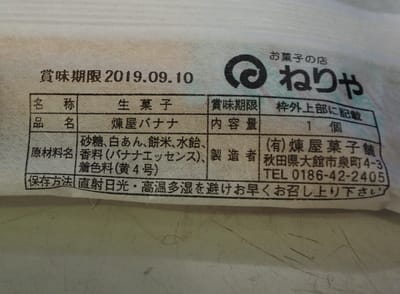 お菓子の店
ねりや
賞味期限 2019.09.10
名称 生菓子 賞味期限 枠外上部に記載
品名 煉屋バナナ 内容量 1個
原材料名 砂糖、白あん、餅米、水飴、
香料(バナナエッセンス)、
着色料(黄4号)
製造者 (有)煉屋菓子舗
秋田県大館市泉町4-3
TEL 0186-42-2405
保存方法 直射日光・高温多湿を避けお早くお召し上り下さい